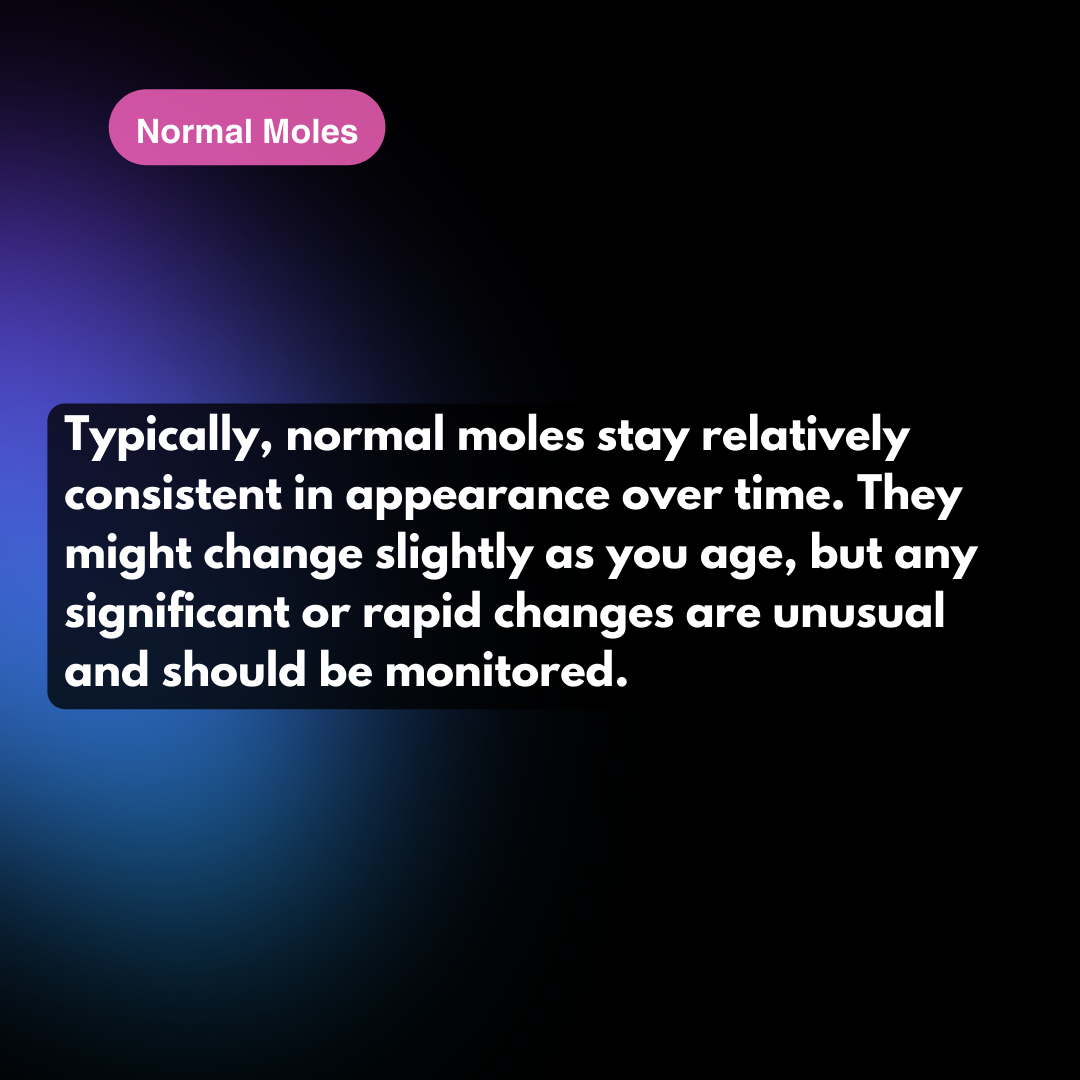 Normal Moles
Typically, normal moles stay relatively
consistent in appearance over time. They
might change slightly as you age, but any
significant or rapid changes are unusual
and should be monitored.